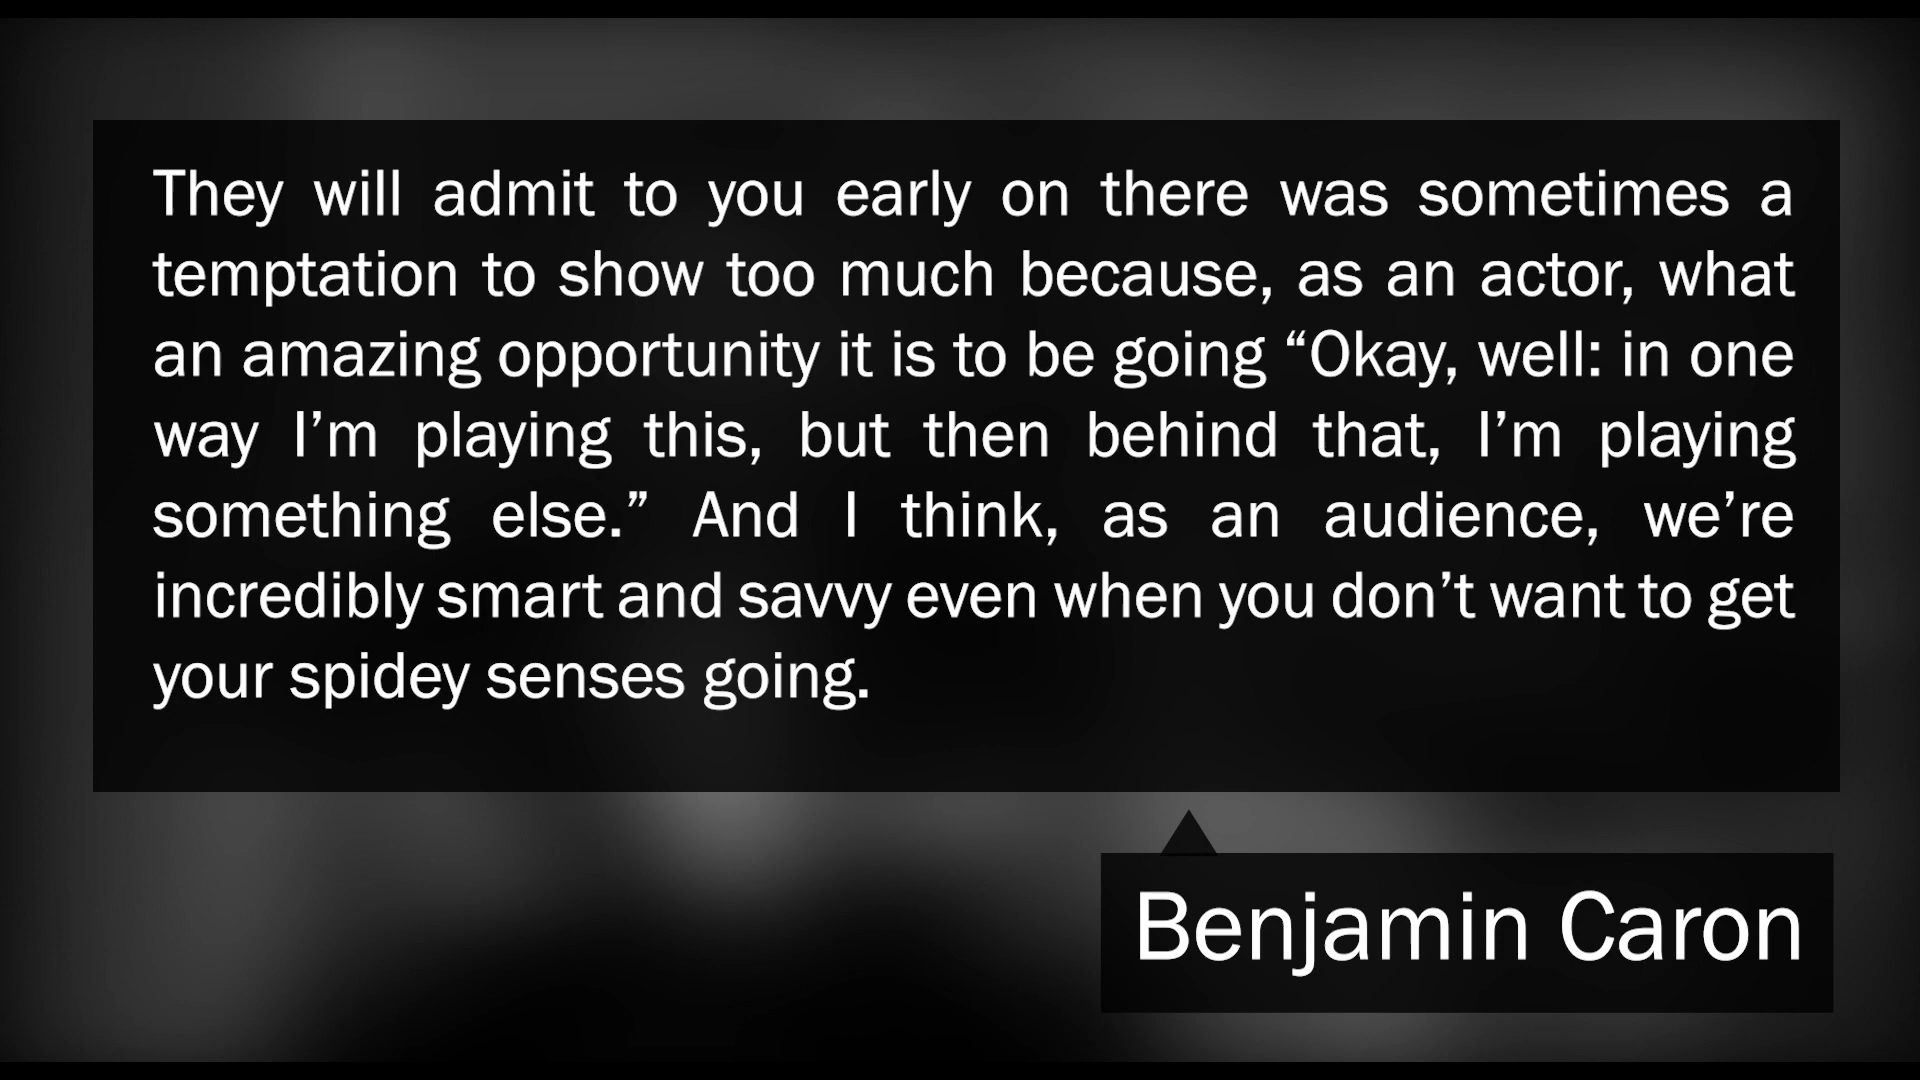 They will admit to you early on there was sometimes a
temptation to show too much because, as an actor, what
an amazing opportunity it is to be going “Okay, well: in one
way I’m playing this, but then behind that, I’m playing
something else.” And I think, as an audience, we’re
incredibly smart and savvy even when you don’t want to get
your spidey senses going.
Benjamin Caron